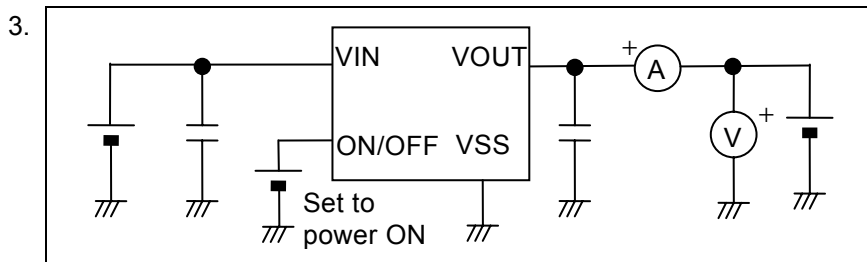 3.
VIN VOUT
+ A
V +
ON/OFF VSS
Set to
power ON